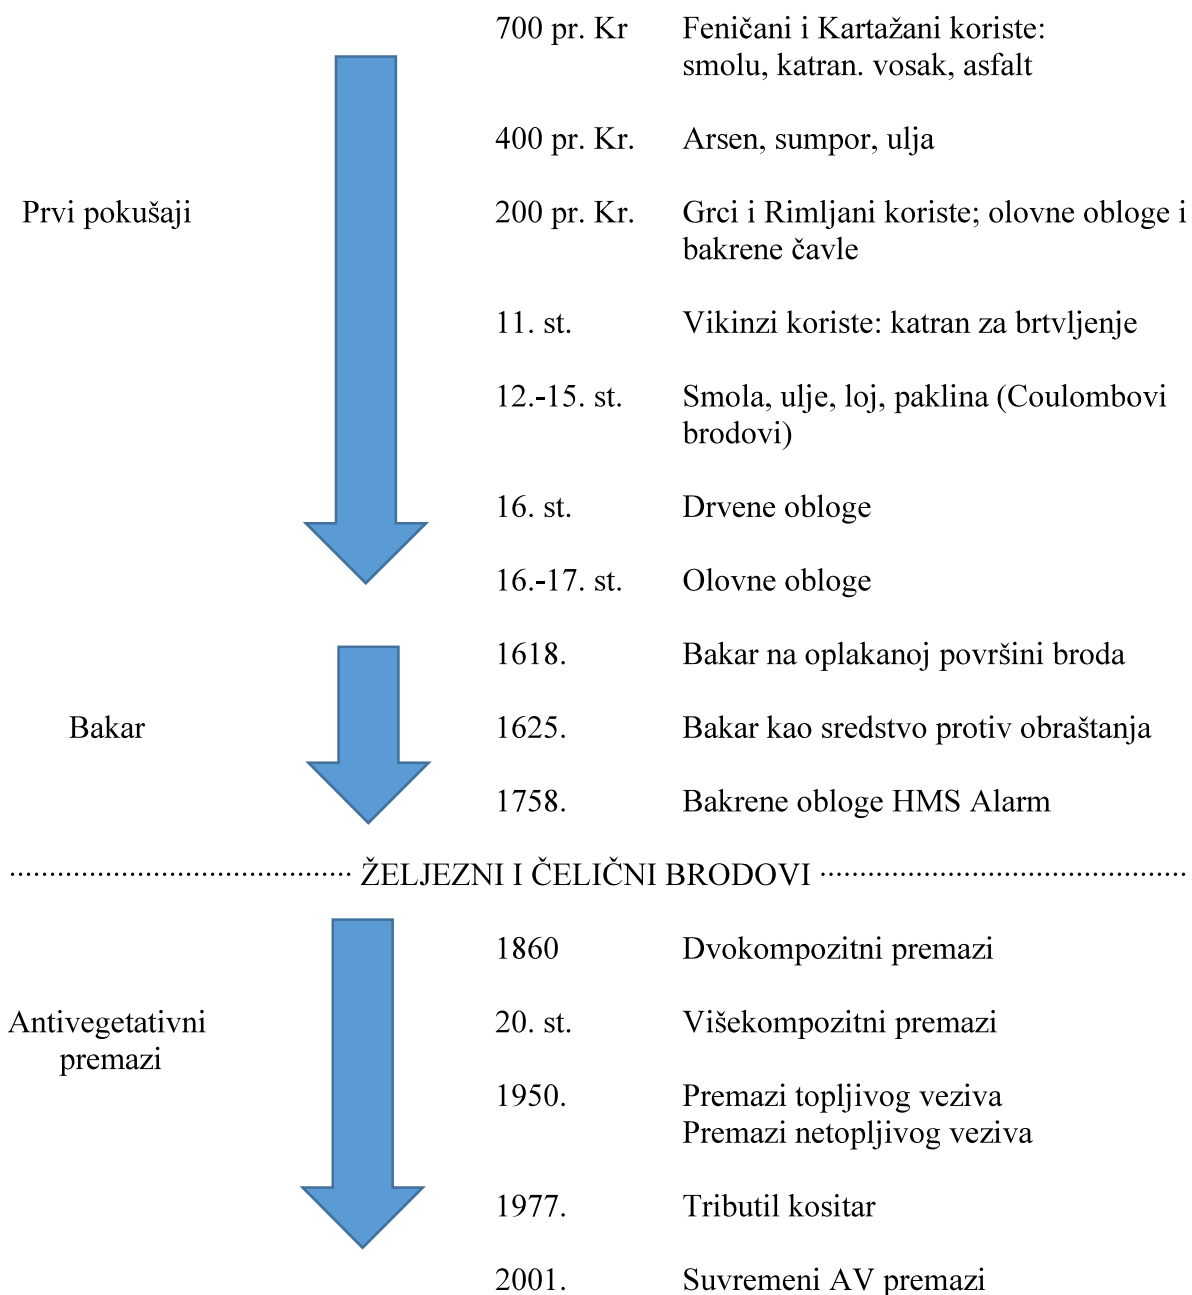 700 pr. Kr Feničani i Kartažani koriste:
smolu, katran. vosak, asfalt
400 pr. Kr. Arsen, sumpor, ulja
Prvi pokušaji 200 pr. Kr. Grci i Rimljani koriste; olovne obloge i
bakrene čavle
11. st. Vikinzi koriste: katran za brtvljenje
12.-15. st. Smola, ulje, loj, paklina (Coulombovi
brodovi)
16. st. Drvene obloge
16.-17. st. Olovne obloge
1618. Bakar na oplakanoj površini broda
Bakar 1625. Bakar kao sredstvo protiv obraštanja
1758. Bakrene obloge HMS Alarm
ŽELJEZNI I ČELIČNI BRODOVI
1860 Dvokompozitni premazi
Antivegetativni 20. st. Višekompozitni premazi
premazi
1950. Premazi topljivog veziva
Premazi netopljivog veziva
1977. Tributil kositar
2001. Suvremeni AV premazi